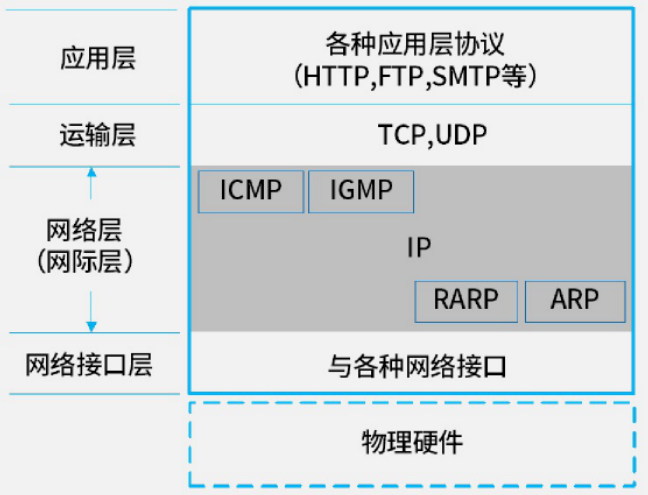 应用层
各种应用层协议
（HTTP,FTP,SMTP等）
运输层
TCP,UDP
ICMP
IGMP
网络层
（网际层）
IP
RARP
ARP
网络接口层
与各种网络接口
物理硬件